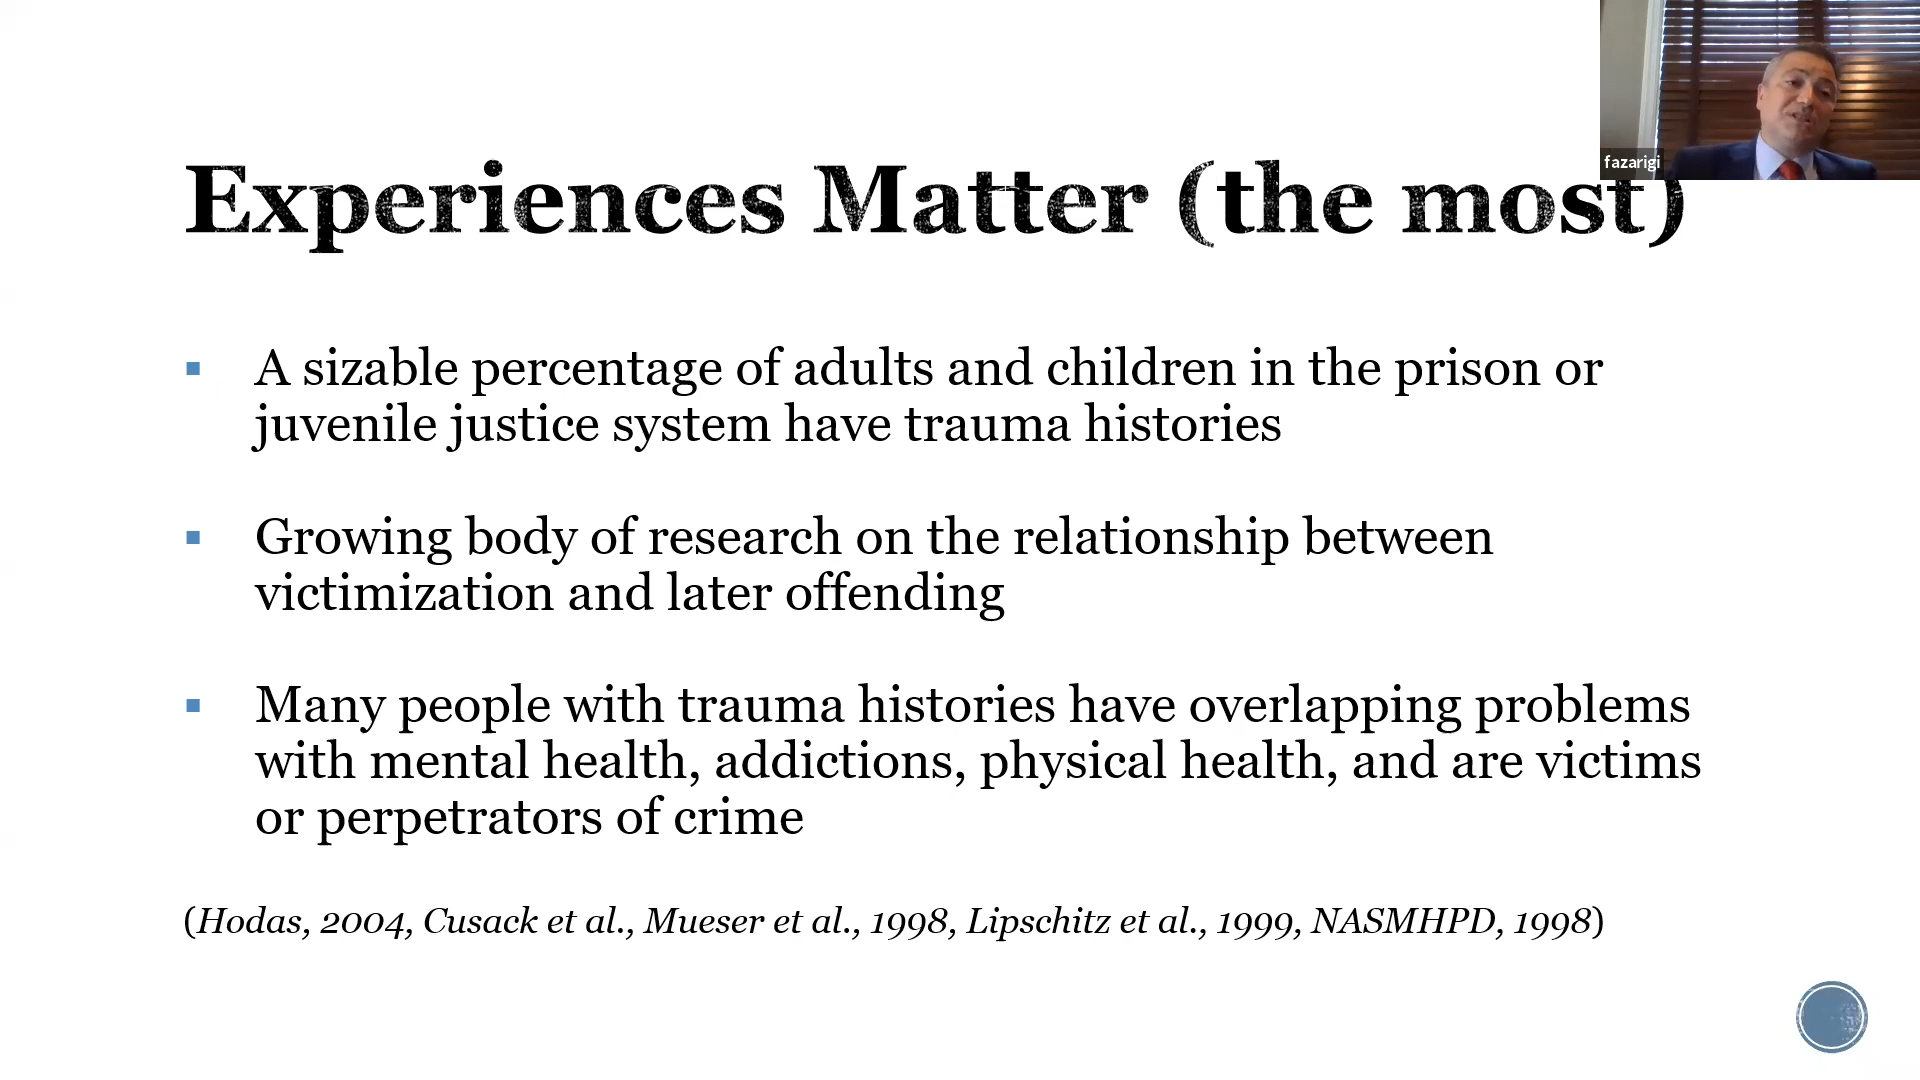 fazarigi
Experiences Matter (the most)
▪ A sizable percentage of adults and children in the prison or
juvenile justice system have trauma histories
▪ Growing body of research on the relationship between
victimization and later offending
▪ Many people with trauma histories have overlapping problems
with mental health, addictions, physical health, and are victims
or perpetrators of crime
(Hodas, 2004, Cusack et al., Mueser et al., 1998, Lipschitz et al., 1999, NASMHPD, 1998)